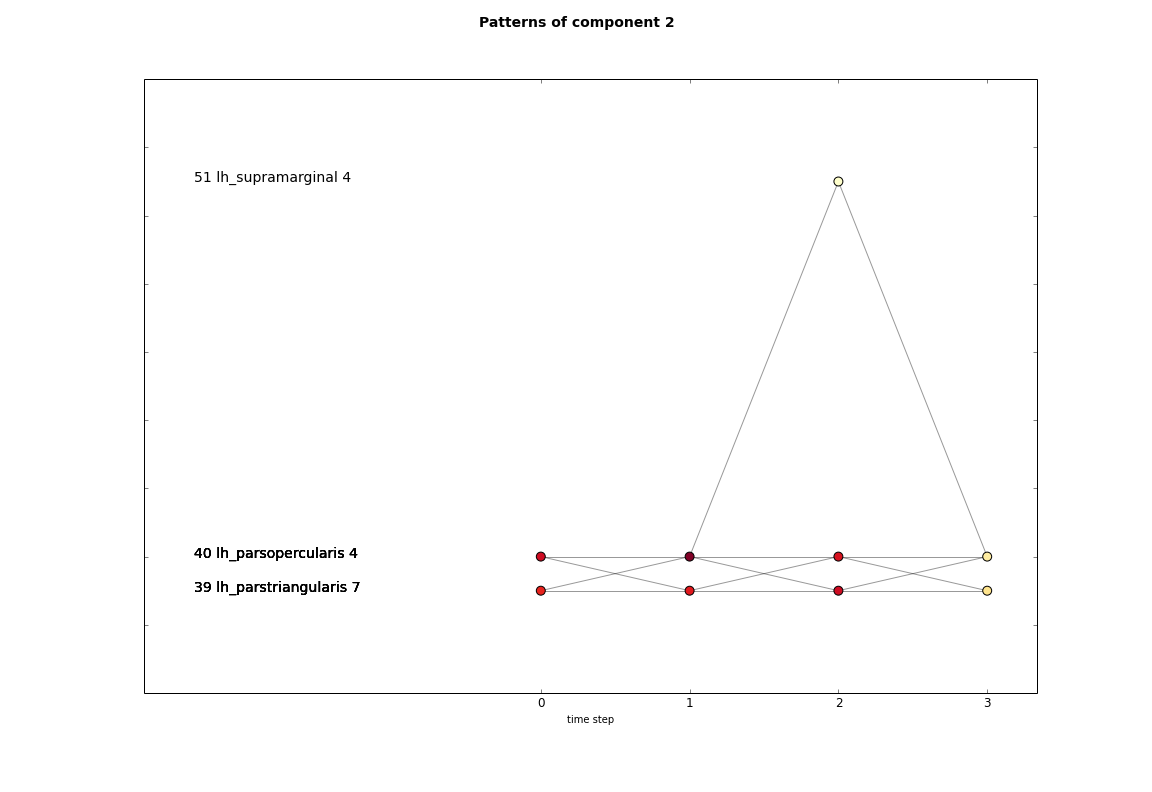 Patterns of component 2
51 lh_supramarginal 4
40 lh_parsopercularis 4
39 lh_parstriangularis 7
0 1 2 3
time step